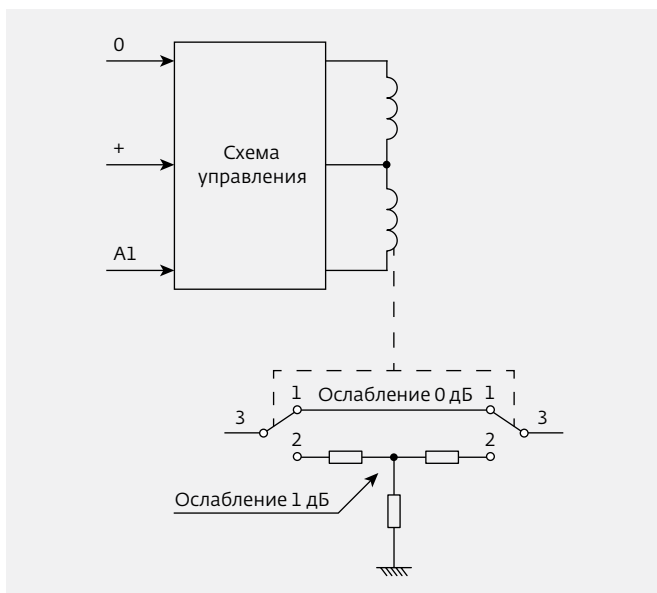 0
+
A1
Схема
управления
1 Ослабление 0 дБ 1
3 3
2 2
Ослабление 1 дБ